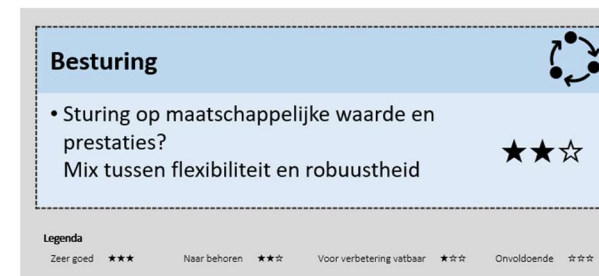 Besturing
• Sturing op maatschappelijke waarde en
prestaties?
Mix tussen flexibiliteit en robuustheid
★★☆
Legenda
Zeer goed ★★★ Naar behoren ★★☆ Voor verbetering vatbaar ★☆☆ Onvoldoende ☆☆☆